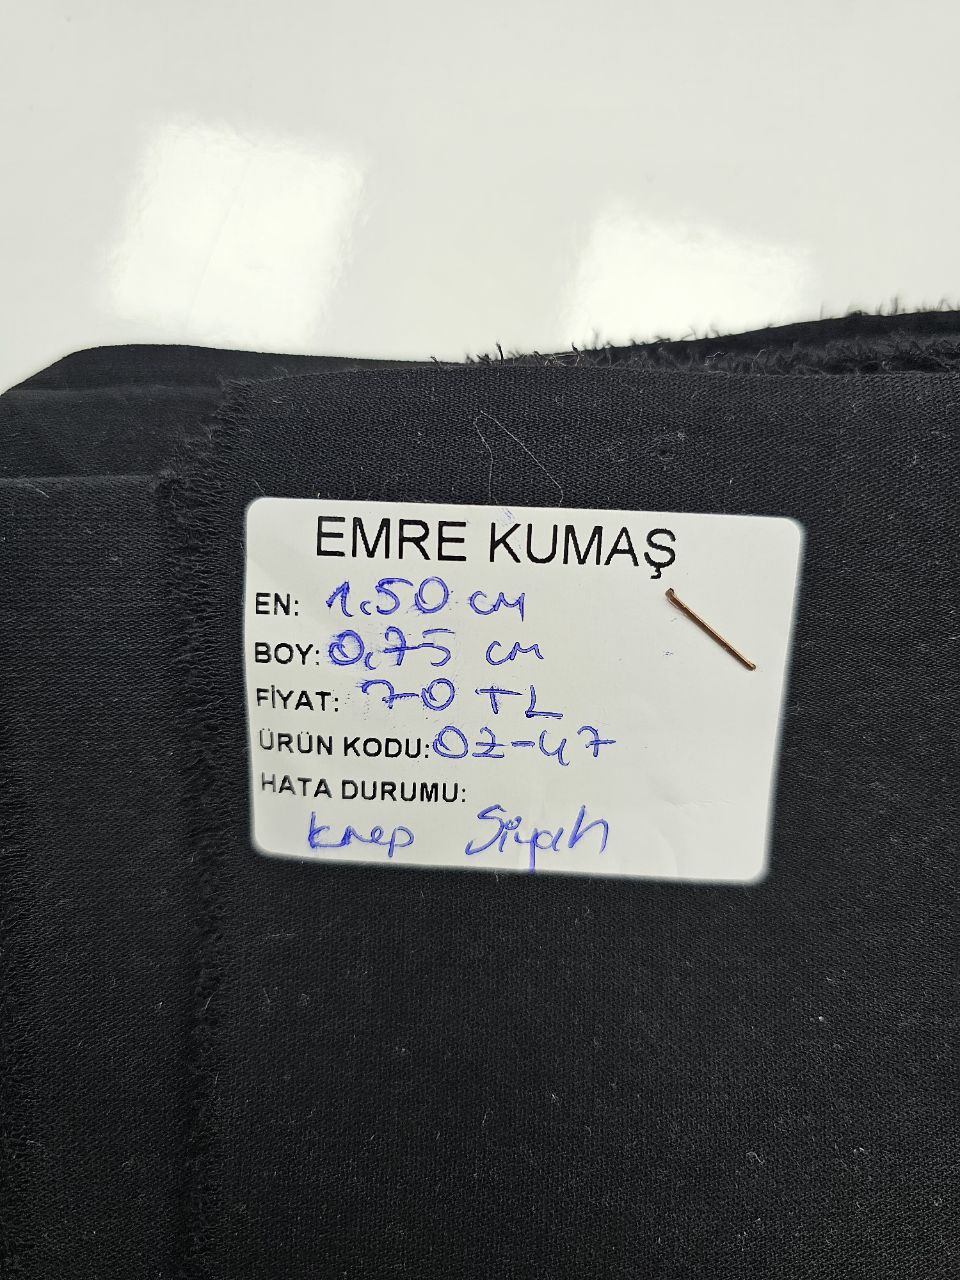 EMRE KUMAŞ
EN: 1.50 cm
BOY: 0.75 cm
FİYAT: 70 TL
ÜRÜN KODU: OZ-47
HATA DURUMU:
krep Siyah